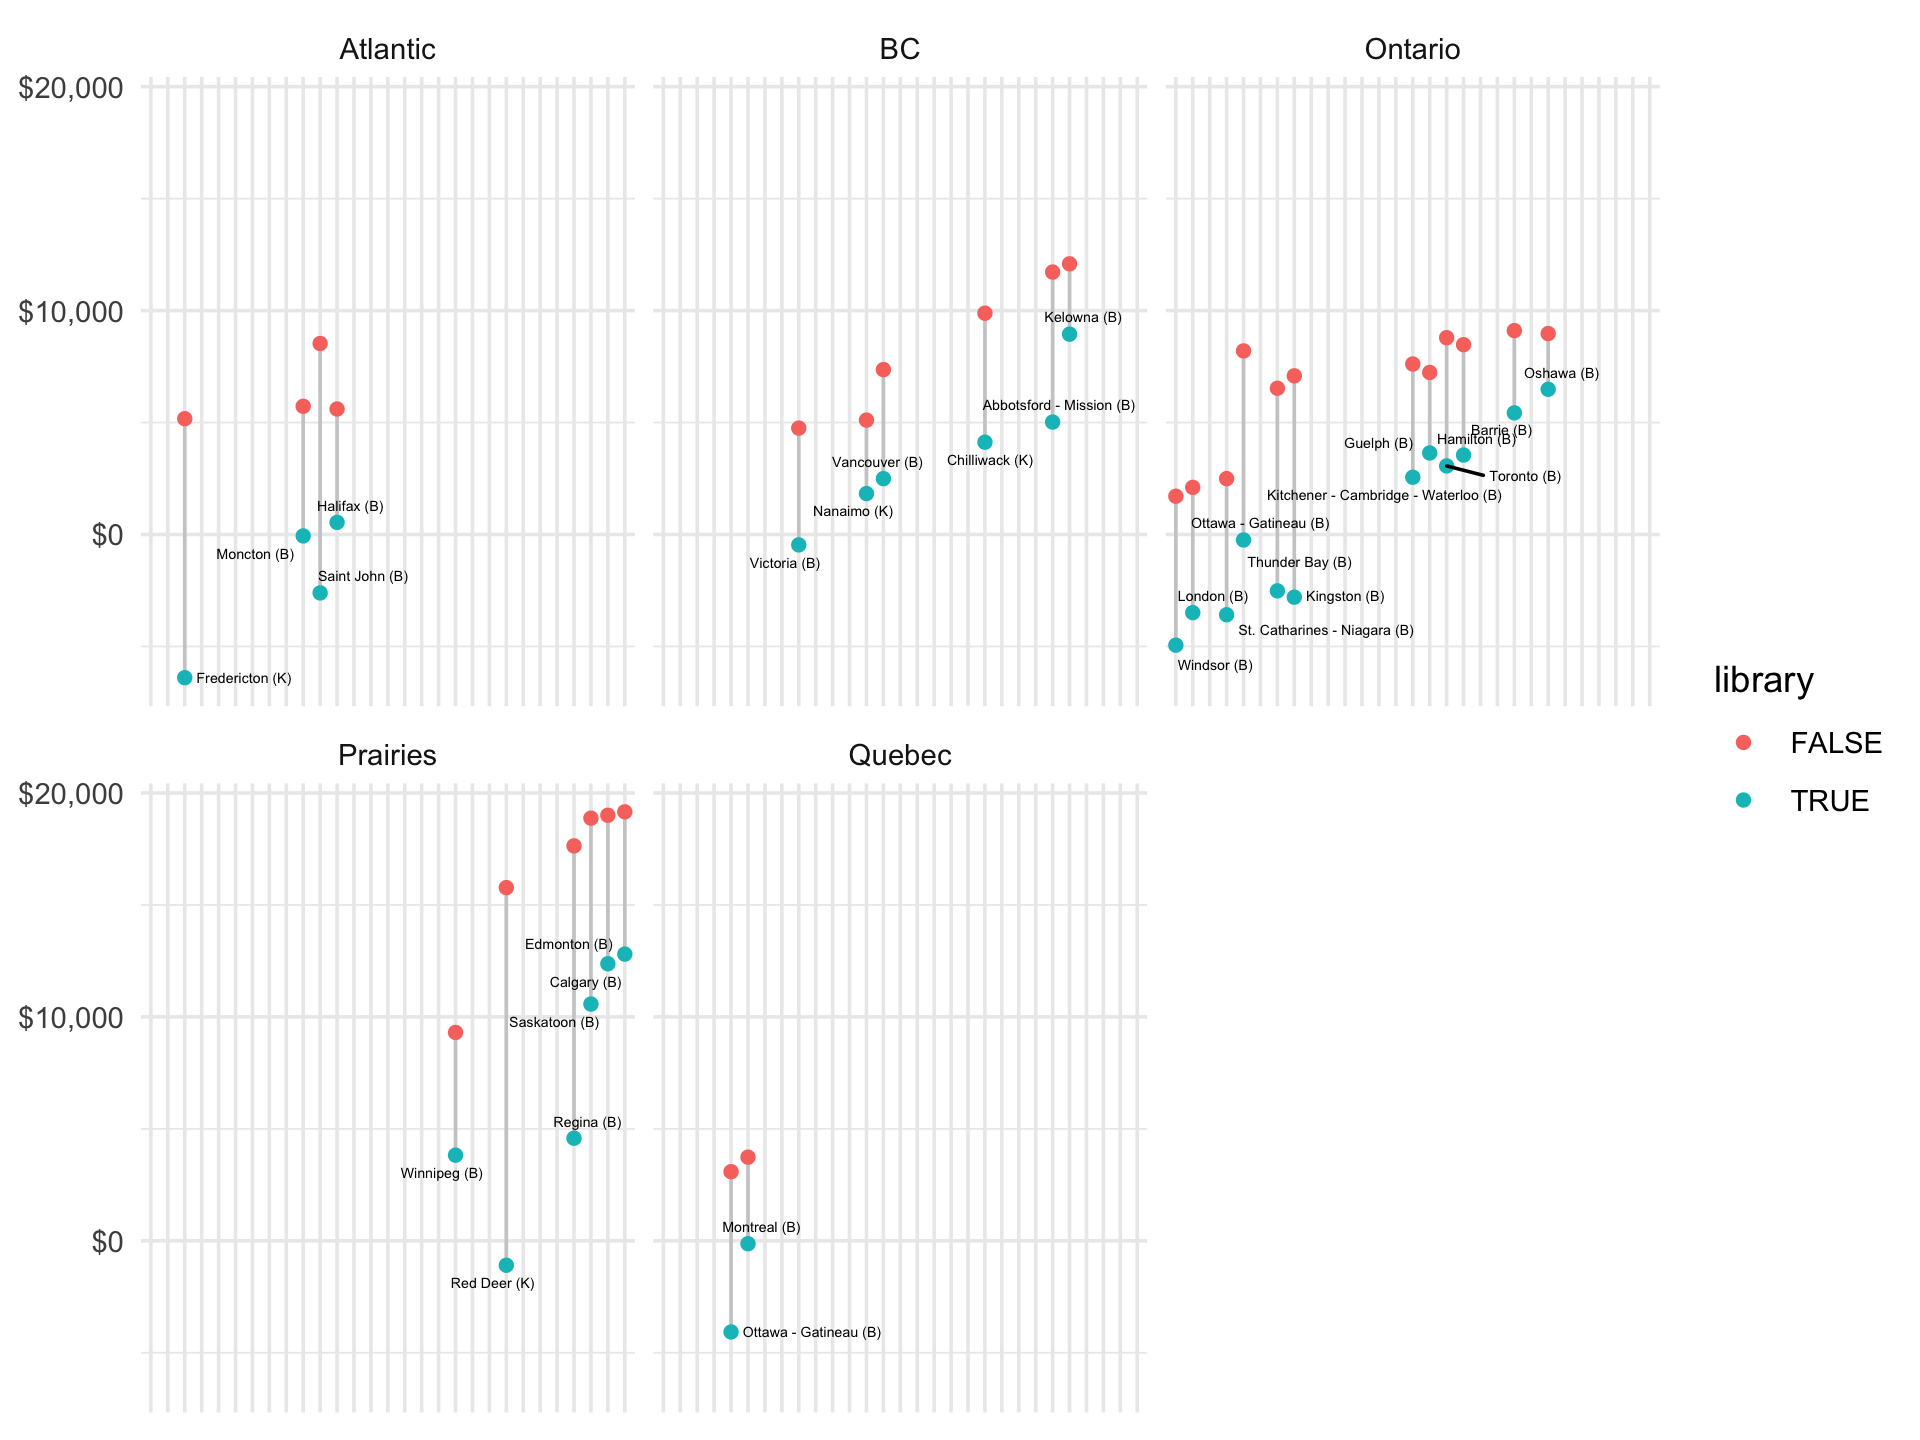 Atlantic
BC
Ontario
$20,000
$10,000
$0
Halifax (B)
Moncton (B)
Saint John (B)
Fredericton (K)
Kelowna (B)
Abbotsford - Mission (B)
Vancouver (B)
Chilliwack (K)
Nanaimo (K)
Victoria (B)
Oshawa (B)
Barrie (B)
Hamilton (B)
Guelph (B)
Toronto (B)
Kitchener - Cambridge - Waterloo (B)
Ottawa - Gatineau (B)
Thunder Bay (B)
London (B)
Kingston (B)
St. Catharines - Niagara (B)
Windsor (B)
library
FALSE
TRUE
Prairies
Quebec
$20,000
$10,000
$0
Edmonton (B)
Calgary (B)
Saskatoon (B)
Regina (B)
Winnipeg (B)
Red Deer (K)
Montreal (B)
Ottawa - Gatineau (B)